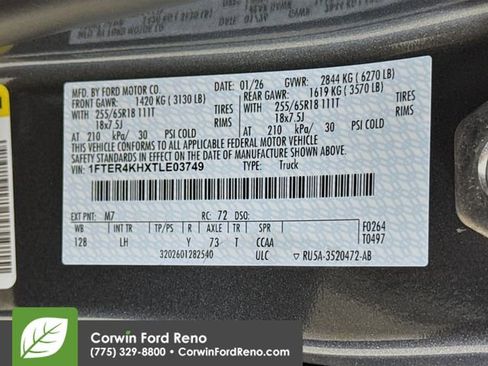 MFD. BY FORD MOTOR CO.
01/26 GVWR: 2844 KG ( 6270 LB)
FRONT GAWR: 1420 KG ( 3130 LB)
REAR GAWR: 1619 KG ( 3570 LB)
WITH 255/65R18 111T TIRES WITH 255/65R18 111T TIRES
18x7.5J RIMS 18x7.5J RIMS
AT 210 kPa/ 30 PSI COLD AT 210 kPa/ 30 PSI COLD
THIS VEHICLE CONFORMS TO ALL APPLICABLE FEDERAL MOTOR VEHICLE
SAFETY STANDARDS IN EFFECT ON THE DATE OF MANUFACTURE SHOWN ABOVE.
VIN: 1FTER4KHXTLE03749 TYPE: Truck
EXT PNT: M7 RC: 72 DSO: F0264
WB INT TR TP/PS R AXLE TR SPR T0497
128 LH Y 73 T CCAA
3202601282540 ULC RU5A-3520472-AB
Corwin Ford Reno
(775) 329-8800 • CorwinFordReno.com